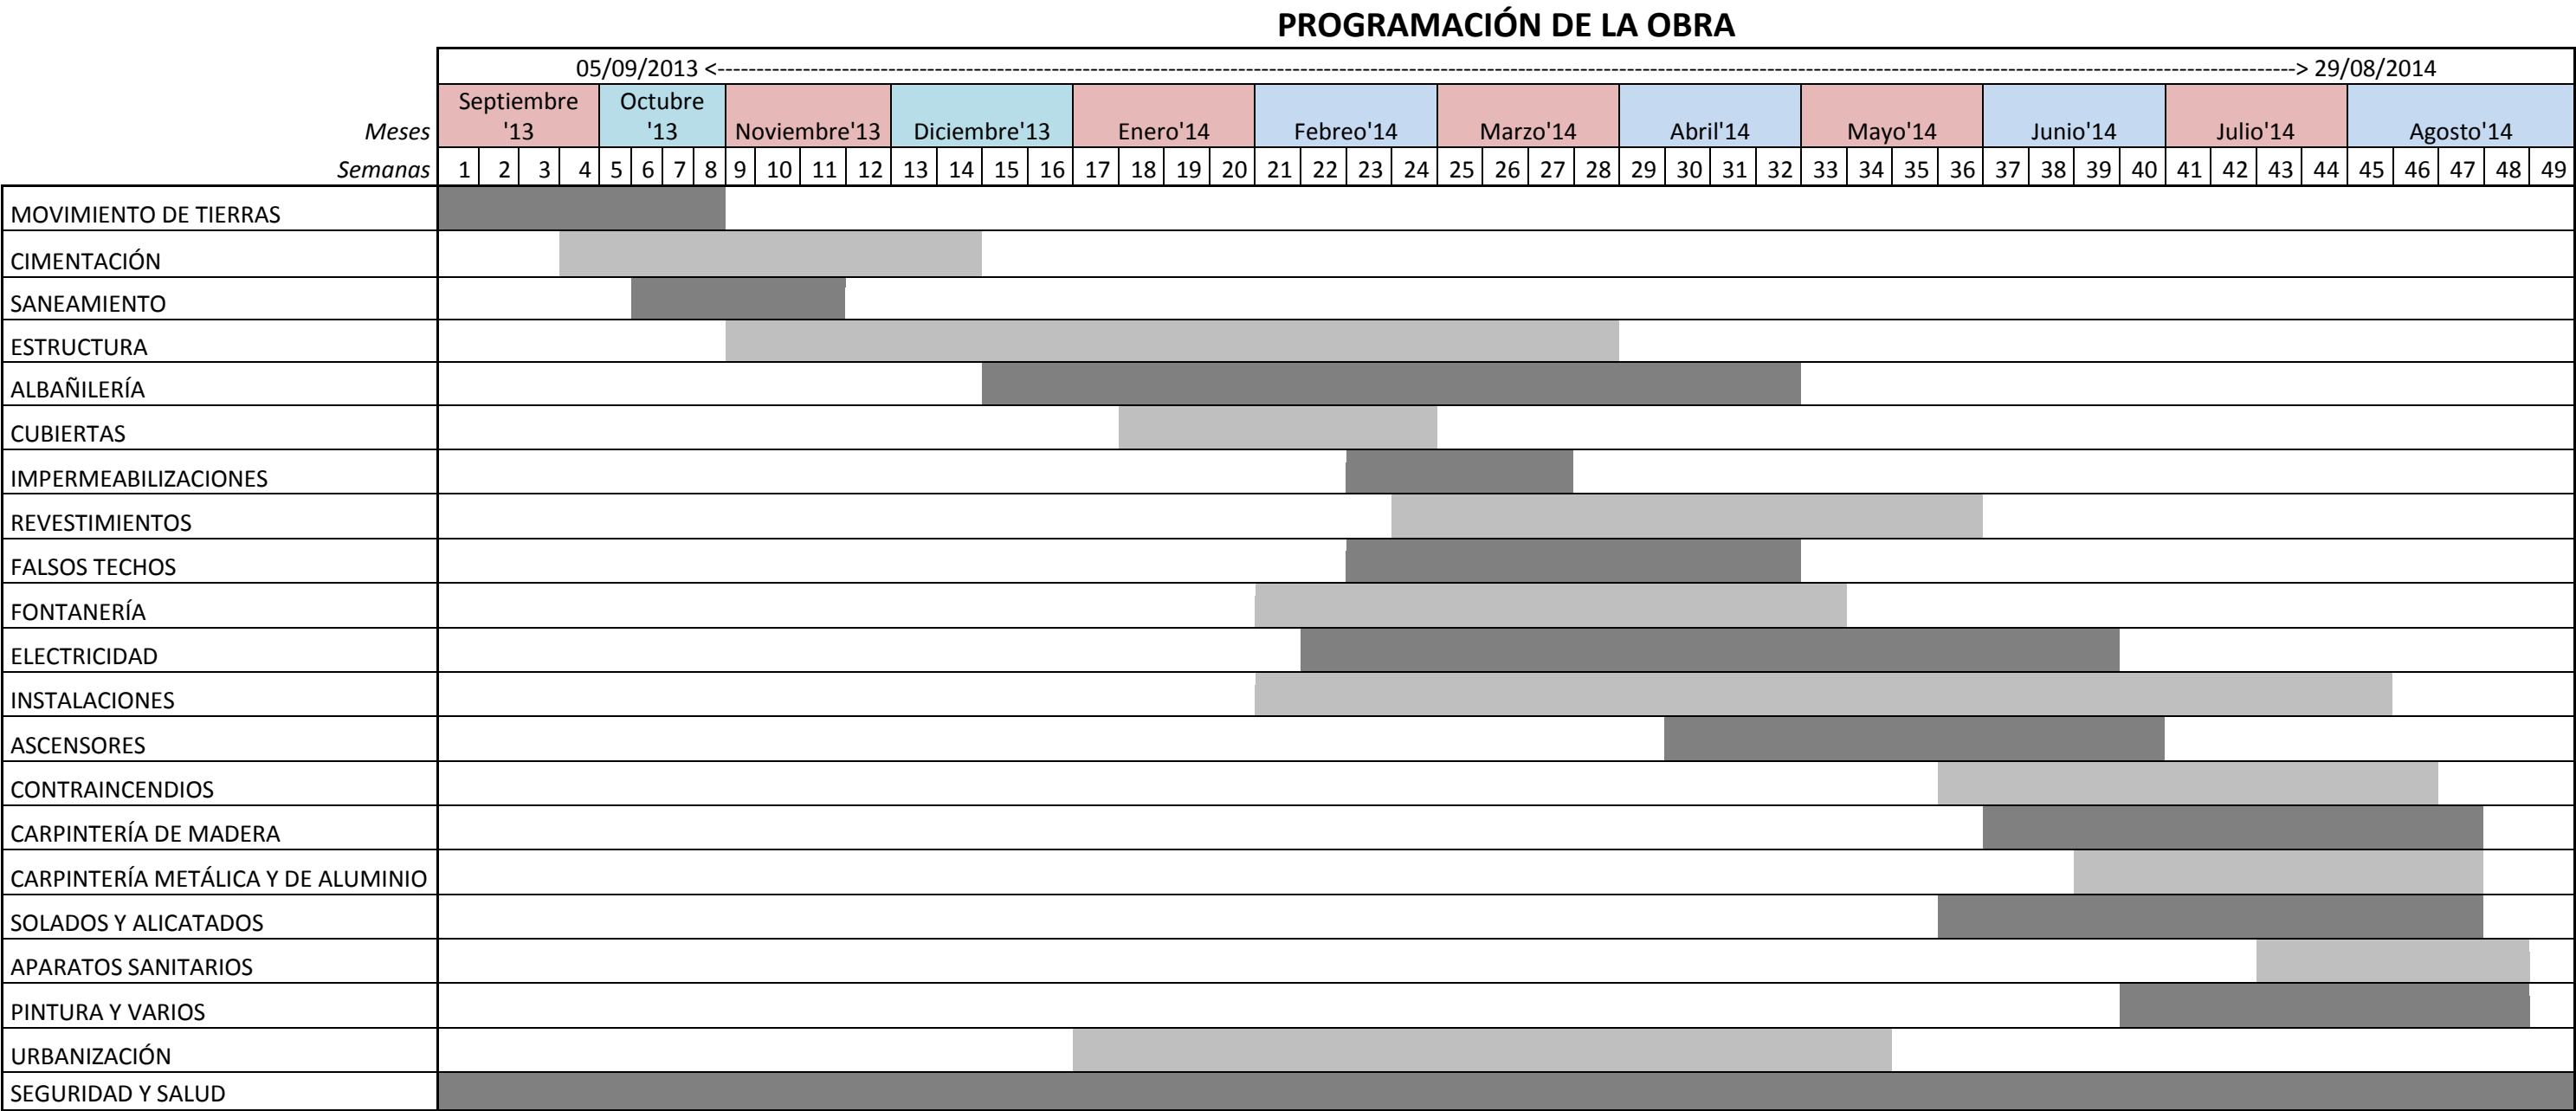 PROGRAMACIÓN DE LA OBRA
05/09/2013 <----------------------------------------------------------------------------------------------------> 29/08/2014
Meses Septiembre '13 Octubre '13 Noviembre'13 Diciembre'13 Enero'14 Febreo'14 Marzo'14 Abril'14 Mayo'14 Junio'14 Julio'14 Agosto'14
Semanas 1 2 3 4 5 6 7 8 9 10 11 12 13 14 15 16 17 18 19 20 21 22 23 24 25 26 27 28 29 30 31 32 33 34 35 36 37 38 39 40 41 42 43 44 45 46 47 48 49
MOVIMIENTO DE TIERRAS
CIMENTACIÓN
SANEAMIENTO
ESTRUCTURA
ALBAÑILERÍA
CUBIERTAS
IMPERMEABILIZACIONES
REVESTIMIENTOS
FALSOS TECHOS
FONTANERÍA
ELECTRICIDAD
INSTALACIONES
ASCENSORES
CONTRAINCENDIOS
CARPINTERÍA DE MADERA
CARPINTERÍA METÁLICA Y DE ALUMINIO
SOLADOS Y ALICATADOS
APARATOS SANITARIOS
PINTURA Y VARIOS
URBANIZACIÓN
SEGURIDAD Y SALUD